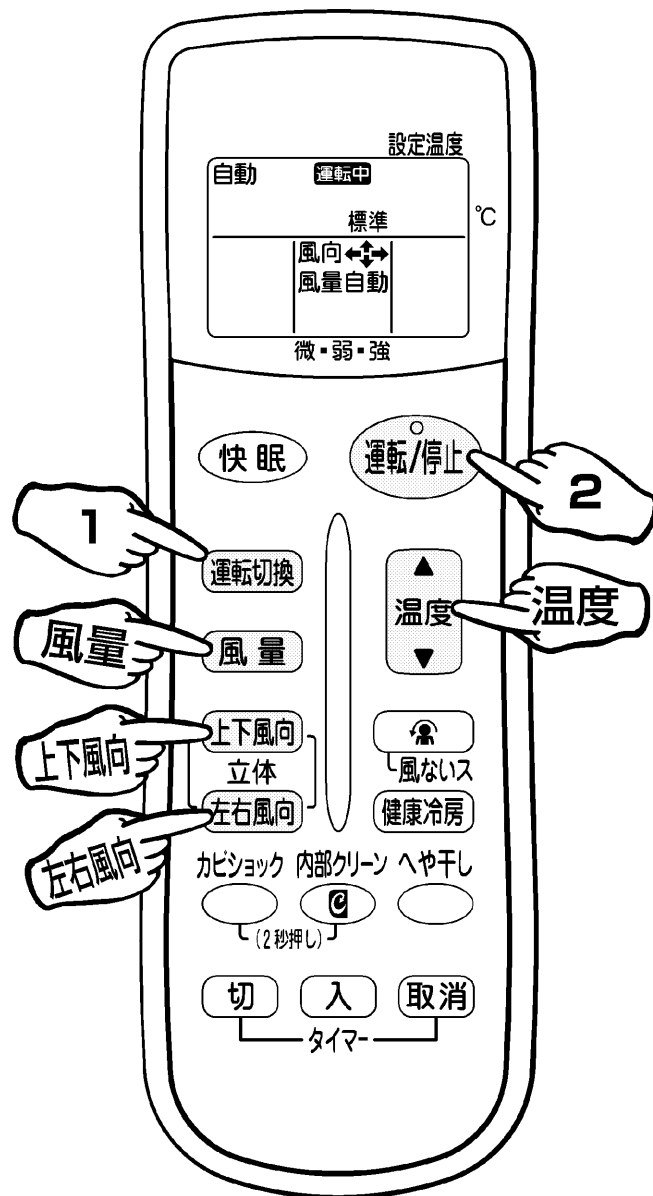 設定温度
自動 運転中
℃
標準
風向
風量自動
微・弱・強
快眠
運転/停止
2
1
運転切換
▲
温度
▼
温度
風量
風量
上下風向
上下風向
立体
風ないス
左右風向
左右風向
健康冷房
カビショック 内部クリーン へや干し
C
(2秒押し)
切 入 取消
タイマー